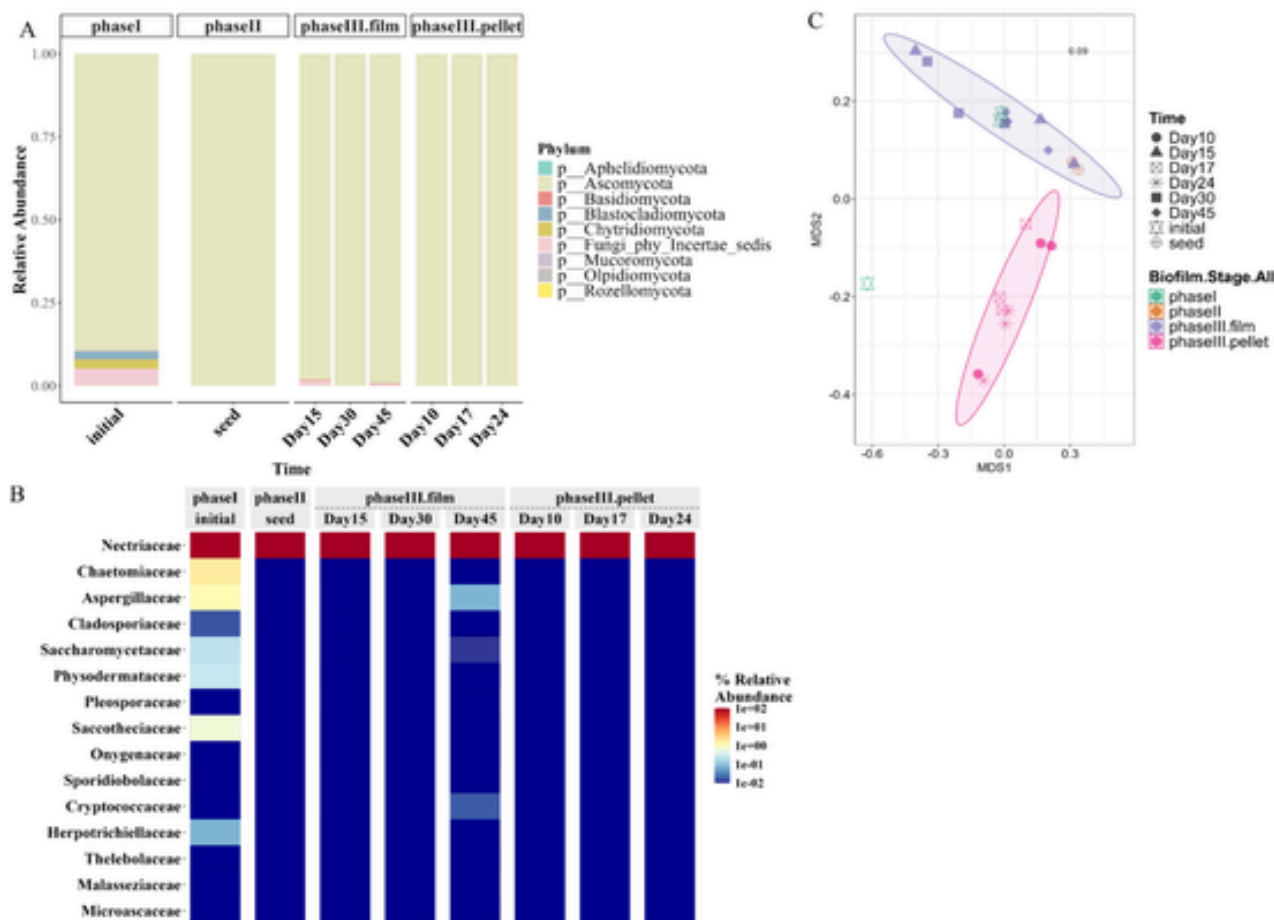 A
phaseI phaseII phaseIII.film phaseIII.pellet
1.00
0.75
0.50
0.25
0.00
Relative Abundance
initial seed Day15 Day30 Day45 Day10 Day17 Day24
Time
Phylum
p__Aphelidiomycota
p__Ascomycota
p__Basidiomycota
p__Blastocladiomycota
p__Chytridiomycota
p__Fungi_phy_Incertae_sedis
p__Mucoromycota
p__Olpidiomycota
p__Rozellomycota
C
0.09
0.2
0.0
-0.2
-0.4
MDS2
-0.6 -0.3 0.0 0.3
MDS1
Time
Day10
Day15
Day17
Day24
Day30
Day45
initial
seed
Biofilm.Stage.All
phaseI
phaseII
phaseIII.film
phaseIII.pellet
B
phaseI phaseII phaseIII.film phaseIII.pellet
initial seed Day15 Day30 Day45 Day10 Day17 Day24
Nectriaceae
Chaetomiaceae
Aspergillaceae
Cladosporiaceae
Saccharomycetaceae
Physodermataceae
Pleosporaceae
Saccotheciaceae
Onygenaceae
Sporidiobolaceae
Cryptococcaceae
Herpotrichiellaceae
Thelebolaceae
Malasseziaceae
Microascaceae
% Relative
Abundance
1e+02
1e+01
1e+00
1e-01
1e-02